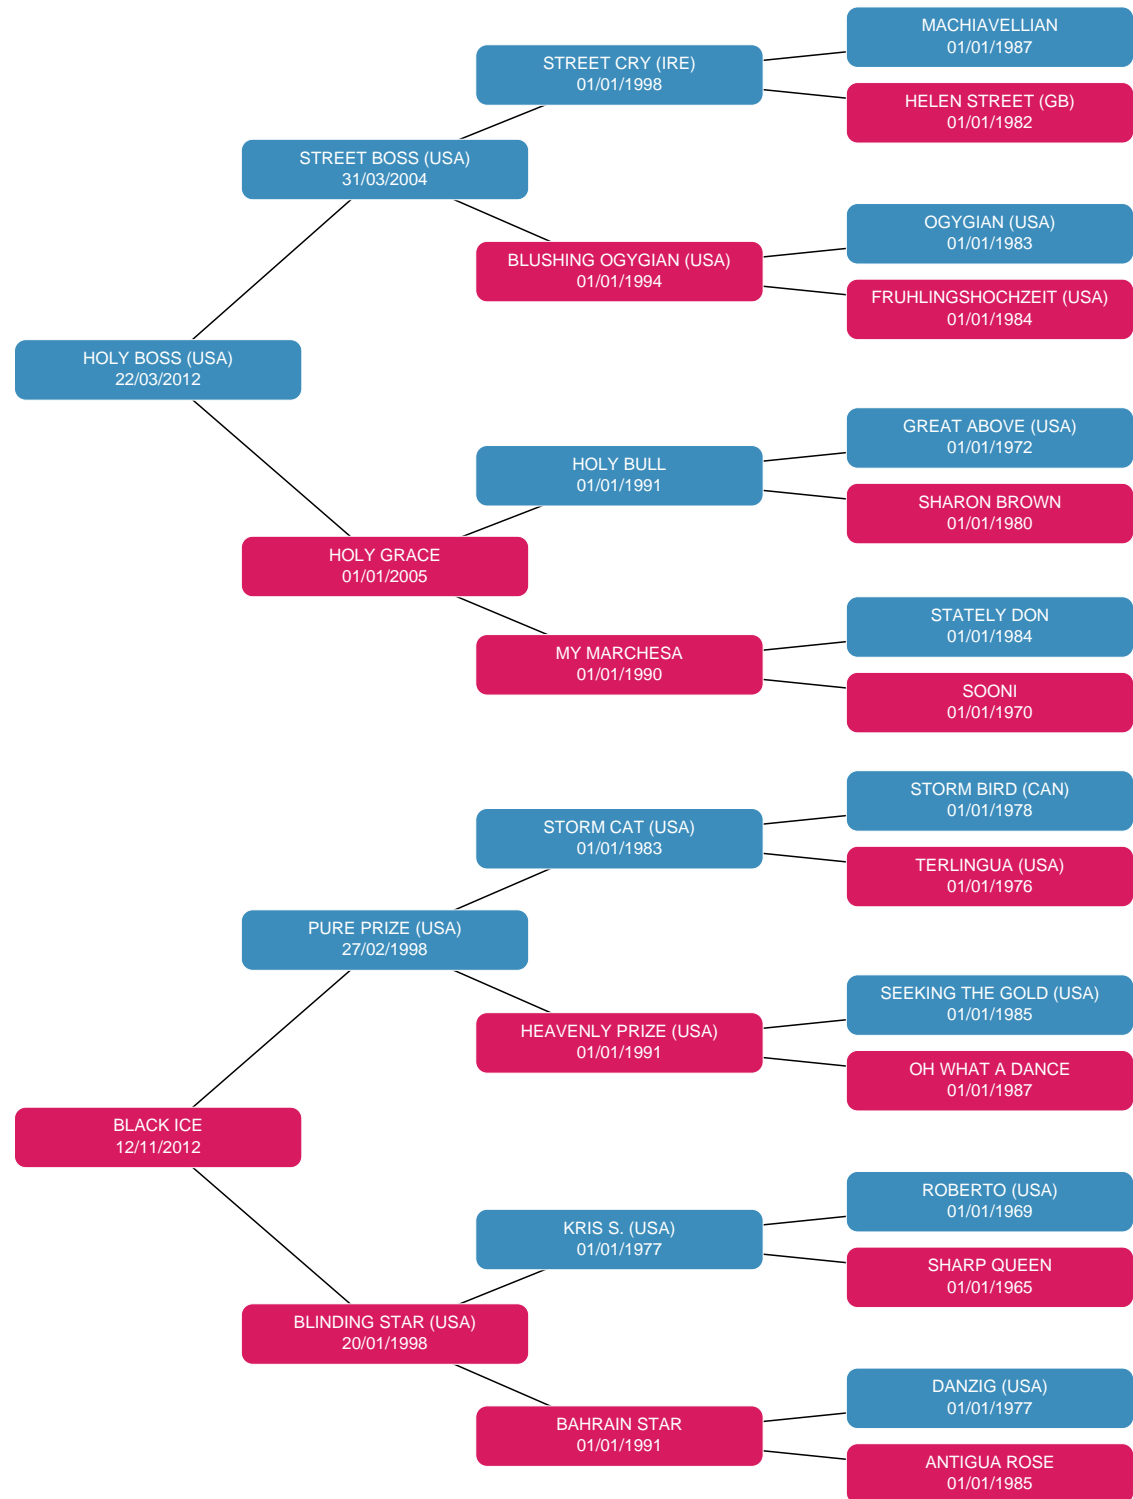 MACHIAVELLIAN
01/01/1987
STREET CRY (IRE)
01/01/1998
HELEN STREET (GB)
01/01/1982
STREET BOSS (USA)
31/03/2004
OGYGIAN (USA)
01/01/1983
BLUSHING OGYGIAN (USA)
01/01/1994
FRUHLINGSHOCHZEIT (USA)
01/01/1984
HOLY BOSS (USA)
22/03/2012
GREAT ABOVE (USA)
01/01/1972
HOLY BULL
01/01/1991
SHARON BROWN
01/01/1980
HOLY GRACE
01/01/2005
STATELY DON
01/01/1984
MY MARCHESA
01/01/1990
SOONI
01/01/1970
STORM BIRD (CAN)
01/01/1978
STORM CAT (USA)
01/01/1983
TERLINGUA (USA)
01/01/1976
PURE PRIZE (USA)
27/02/1998
SEEKING THE GOLD (USA)
01/01/1985
HEAVENLY PRIZE (USA)
01/01/1991
OH WHAT A DANCE
01/01/1987
BLACK ICE
12/11/2012
ROBERTO (USA)
01/01/1969
KRIS S. (USA)
01/01/1977
SHARP QUEEN
01/01/1965
BLINDING STAR (USA)
20/01/1998
DANZIG (USA)
01/01/1977
BAHRAIN STAR
01/01/1991
ANTIGUA ROSE
01/01/1985